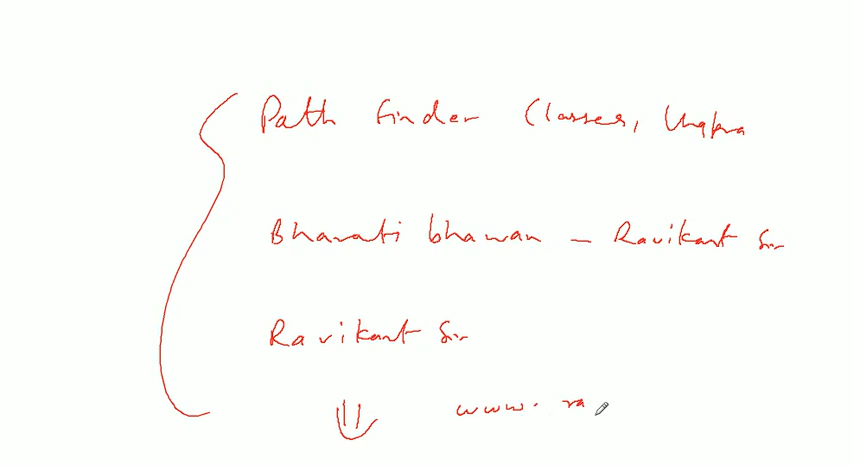 Path finder Classes,
Bharati bhawan - Ravikant Sir
Ravikant Sir
www. ra